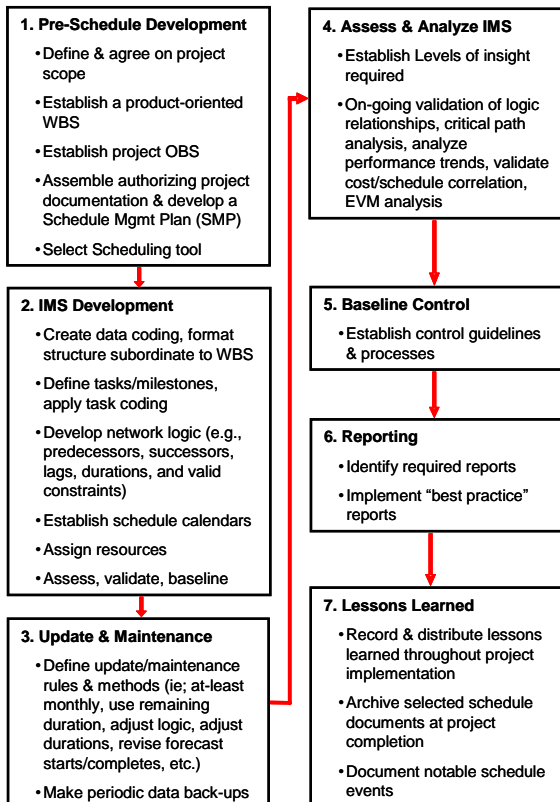 1. Pre-Schedule Development
•Define & agree on project
scope
•Establish a product-oriented
WBS
•Establish project OBS
•Assemble authorizing project
documentation & develop a
Schedule Mgmt Plan (SMP)
•Select Scheduling tool
2. IMS Development
•Create data coding, format
structure subordinate to WBS
•Define tasks/milestones,
apply task coding
•Develop network logic (e.g.,
predecessors, successors,
lags, durations, and valid
constraints)
•Establish schedule calendars
•Assign resources
•Assess, validate, baseline
3. Update & Maintenance
•Define update/maintenance
rules & methods (ie; at-least
monthly, use remaining
duration, adjust logic, adjust
durations, revise forecast
starts/completes, etc.)
•Make periodic data back-ups
4. Assess & Analyze IMS
•Establish Levels of insight
required
•On-going validation of logic
relationships, critical path
analysis, analyze
performance trends, validate
cost/schedule correlation,
EVM analysis
5. Baseline Control
•Establish control guidelines
& processes
6. Reporting
•Identify required reports
•Implement “best practice”
reports
7. Lessons Learned
•Record & distribute lessons
learned throughout project
implementation
•Archive selected schedule
documents at project
completion
•Document notable schedule
events